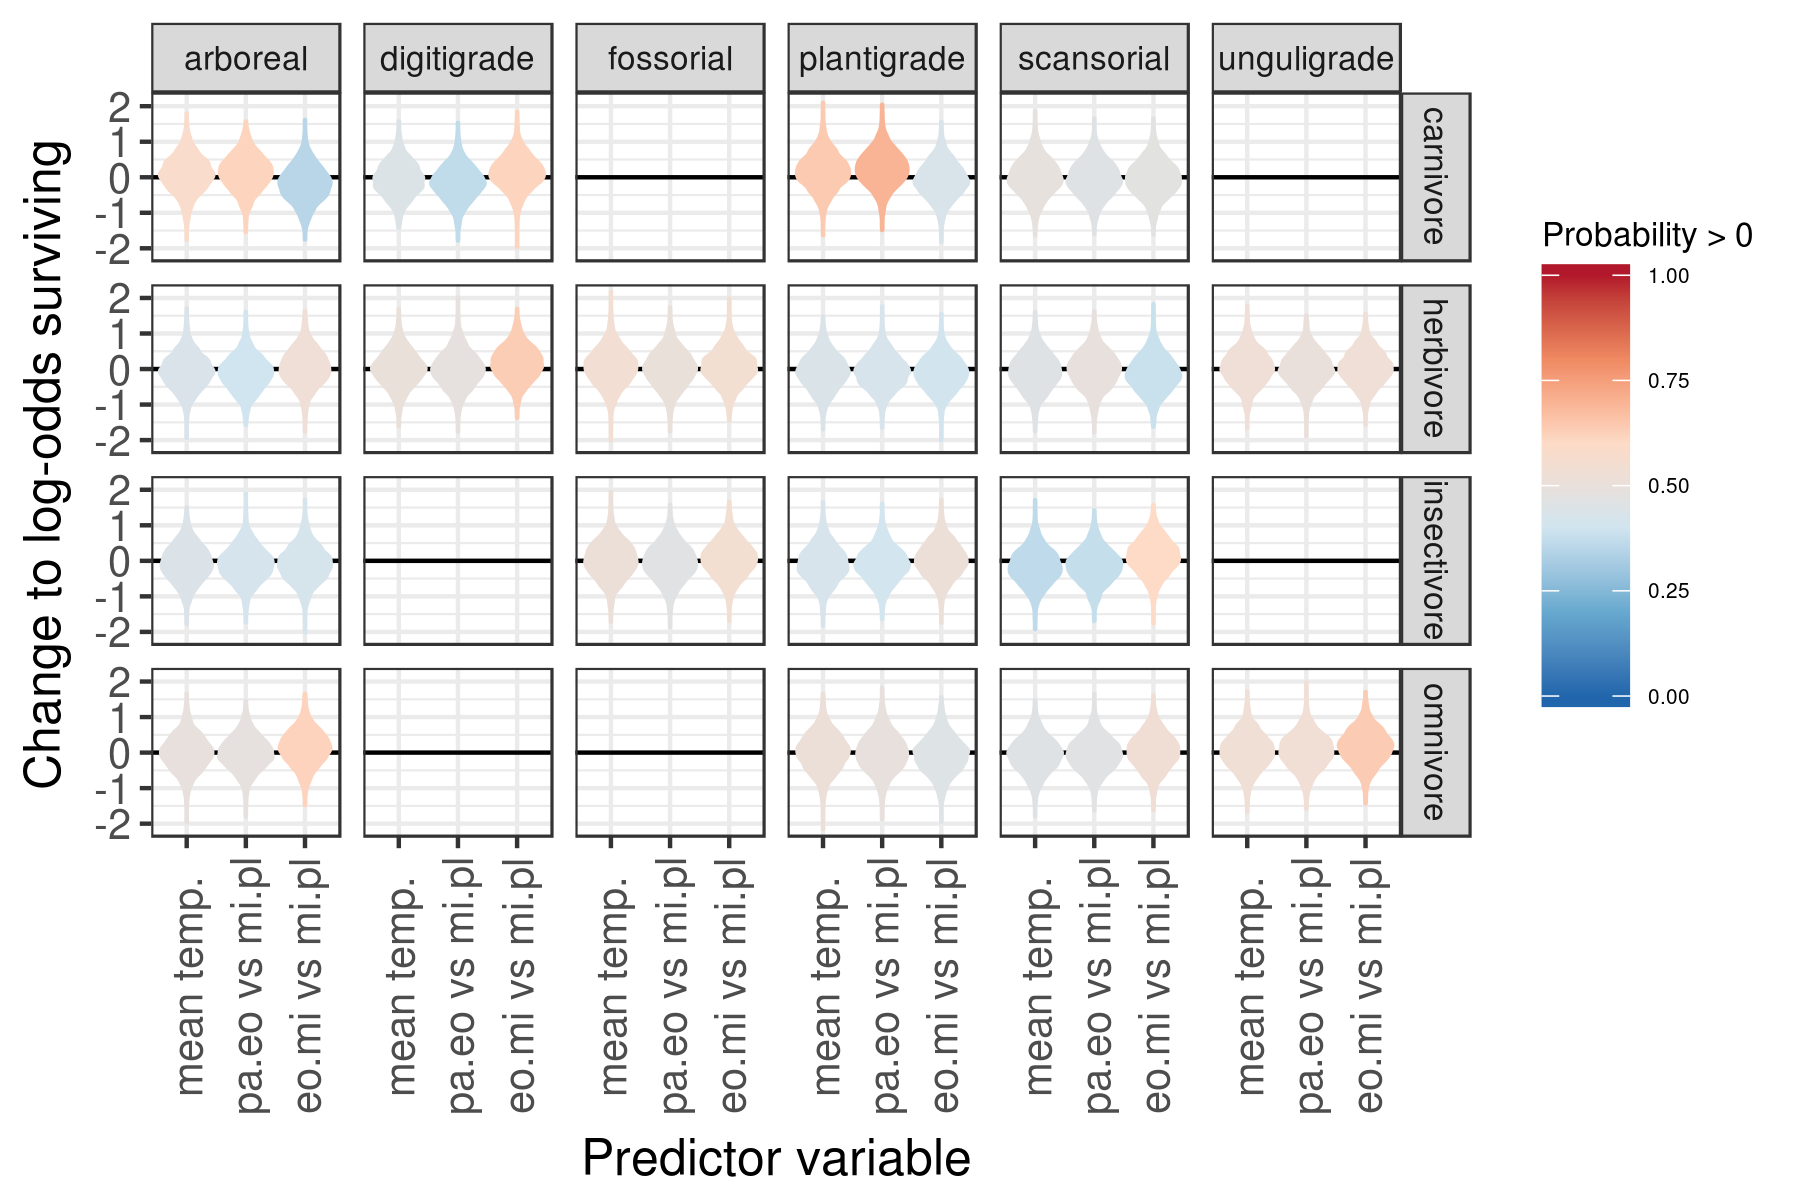 arboreal digitigrade fossorial plantigrade scansorial unguligrade
Change to log-odds surviving
2
1
0
-1
-2
carnivore
2
1
0
-1
-2
herbivore
2
1
0
-1
-2
insectivore
2
1
0
-1
-2
omnivore
mean temp.
pa.eo vs mi.pl
eo.mi vs mi.pl
mean temp.
pa.eo vs mi.pl
eo.mi vs mi.pl
mean temp.
pa.eo vs mi.pl
eo.mi vs mi.pl
mean temp.
pa.eo vs mi.pl
eo.mi vs mi.pl
mean temp.
pa.eo vs mi.pl
eo.mi vs mi.pl
mean temp.
pa.eo vs mi.pl
eo.mi vs mi.pl
Predictor variable
Probability > 0
1.00
0.75
0.50
0.25
0.00